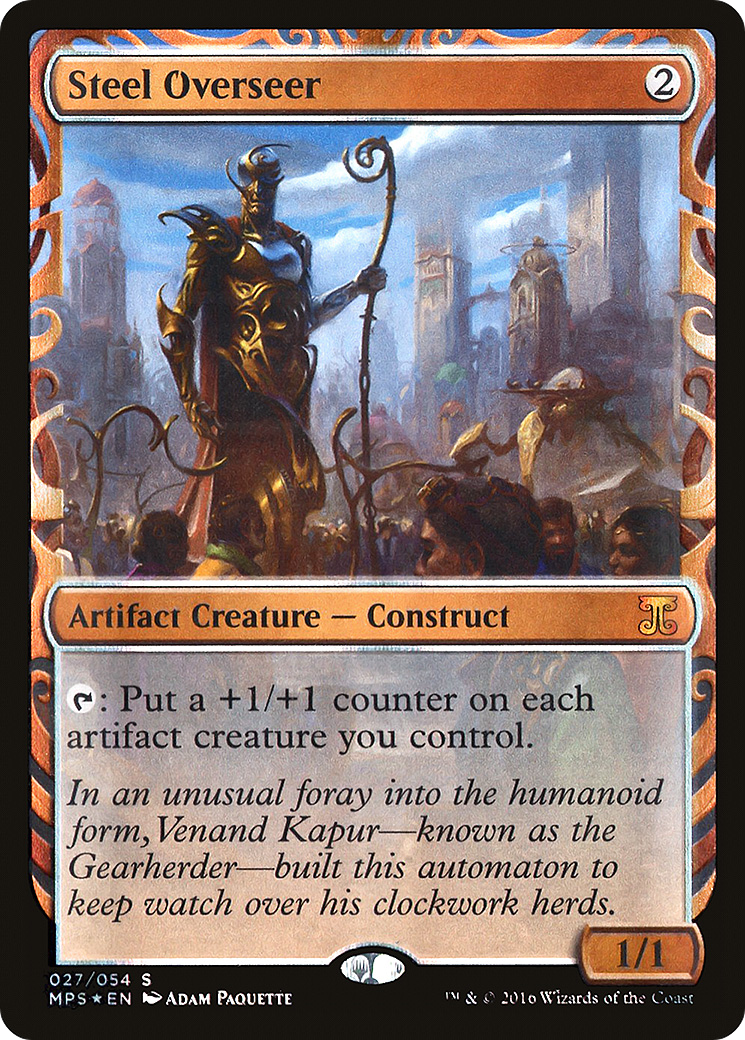 Steel Overseer
2
Artifact Creature — Construct
: Put a +1/+1 counter on each
artifact creature you control.
In an unusual foray into the humanoid
form, Venand Kapur—known as the
Gearherder—built this automaton to
keep watch over his clockwork herds.
1/1
027/054 S
MPS★EN Adam Paquette
™ & © 2016 Wizards of the Coast